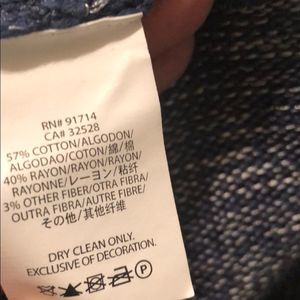 RN# 91714
CA# 32528
57% COTTON/ALGODON/
ALGODAO/COTON/綿/棉
40% RAYON/RAYON/RAYON/
RAYONNE/レーヨン/粘纤
3% OTHER FIBER/OTRA FIBRA/
OUTRA FIBRA/AUTRE FIBRE/
その他/其他纤维
DRY CLEAN ONLY.
EXCLUSIVE OF DECORATION.
P